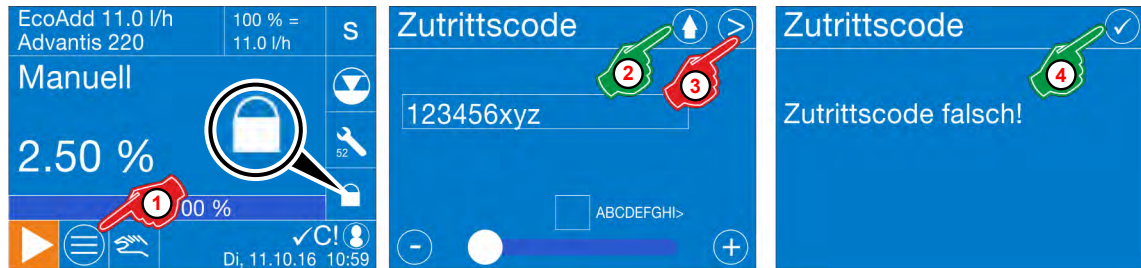 EcoAdd 11.0 l/h
Advantis 220
100 % =
11.0 l/h
S
Manuell
2.50 %
52
1
00 %
✓C!
Di, 11.10.16 10:59
Zutrittscode
>
2
3
123456xyz
ABCDEFGHI>
-
+
Zutrittscode
✓
4
Zutrittscode falsch!